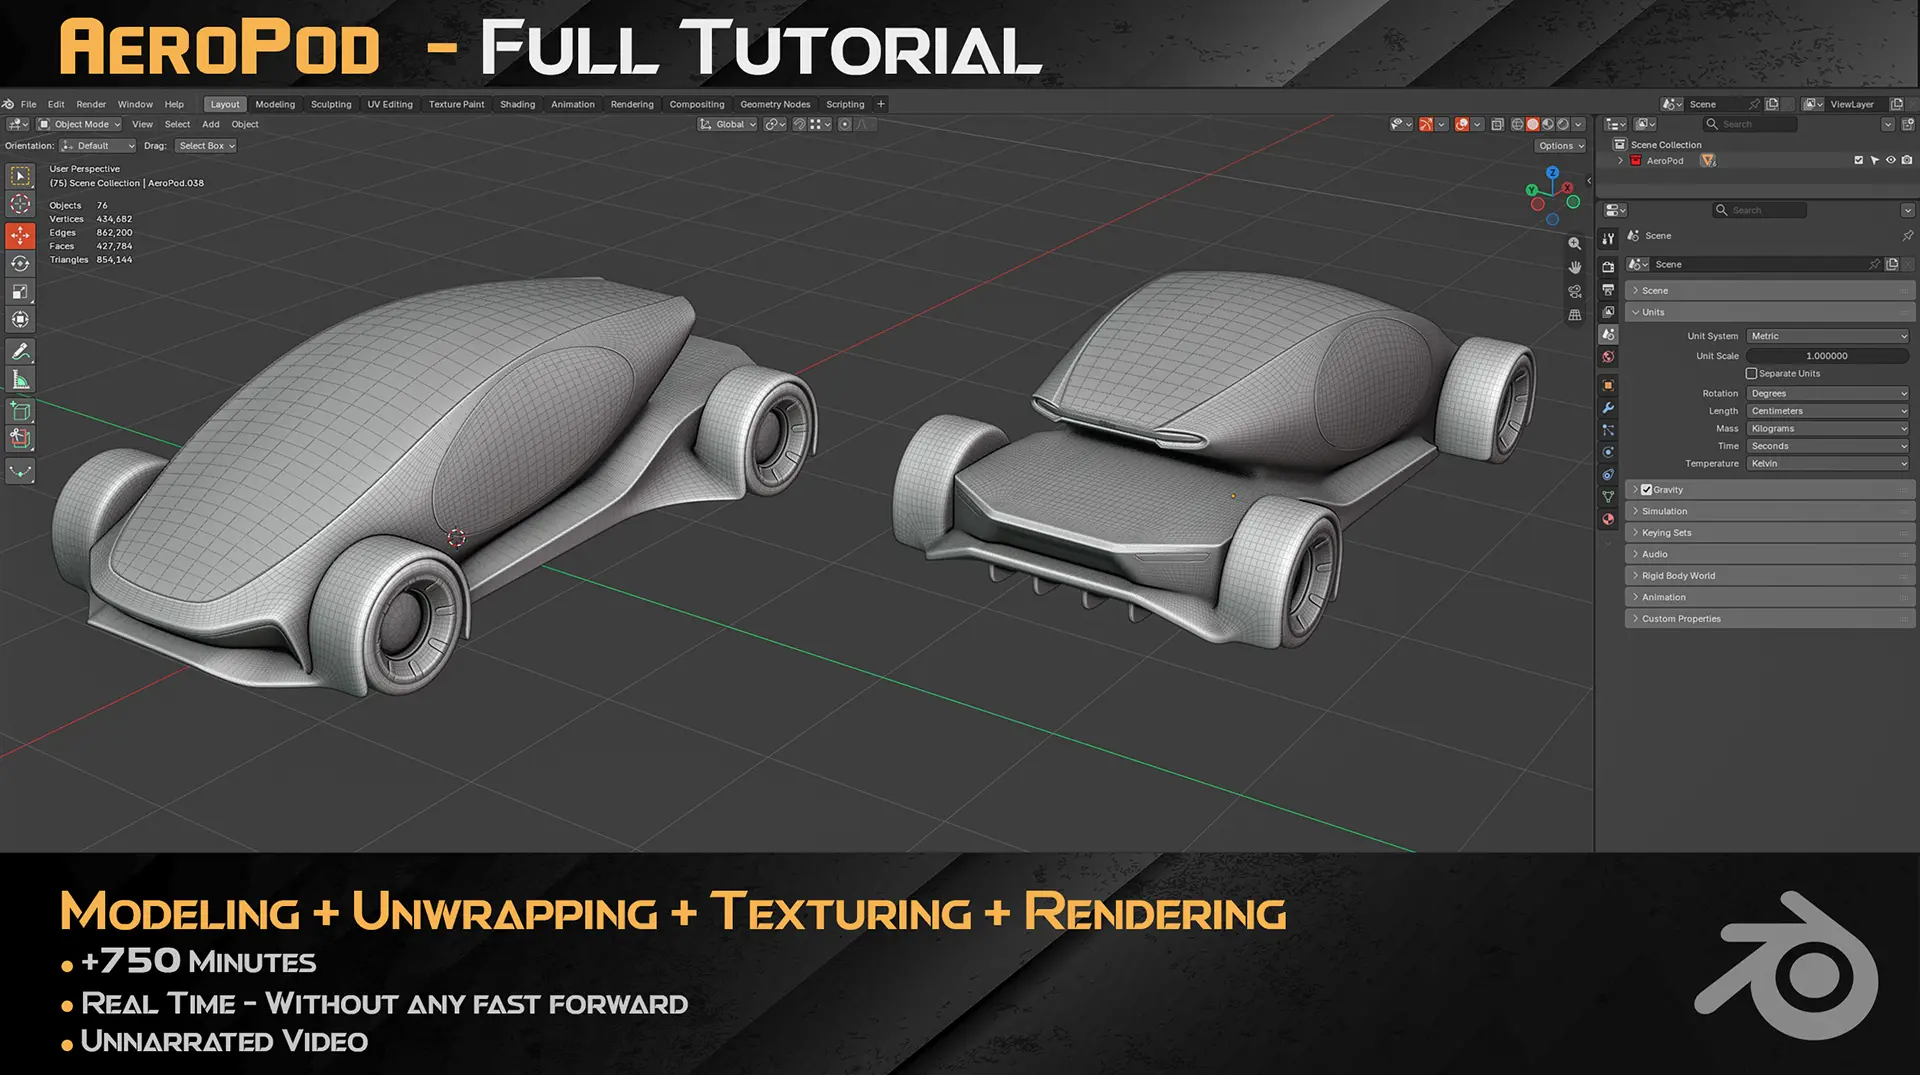 AeroPod - Full Tutorial
File Edit Render Window Help Layout Modeling Sculpting UV Editing Texture Paint Shading Animation Rendering Compositing Geometry Nodes Scripting + Scene ViewLayer
Object Mode View Select Add Object Global Search
Orientation: Default Drag: Select Box Options
Scene Collection
AeroPod
User Perspective
(75) Scene Collection | AeroPod.038
Objects 76
Vertices 434,682
Edges 862,200
Faces 427,784
Triangles 854,144
Z
Y X
Search
Scene
Scene
Scene
Units
Unit System Metric
Unit Scale 1.000000
Separate Units
Rotation Degrees
Length Centimeters
Mass Kilograms
Time Seconds
Temperature Kelvin
Gravity
Simulation
Keying Sets
Audio
Rigid Body World
Animation
Custom Properties
Modeling + Unwrapping + Texturing + Rendering
• +750 Minutes
• Real Time - Without any fast forward
• Unnarrated Video